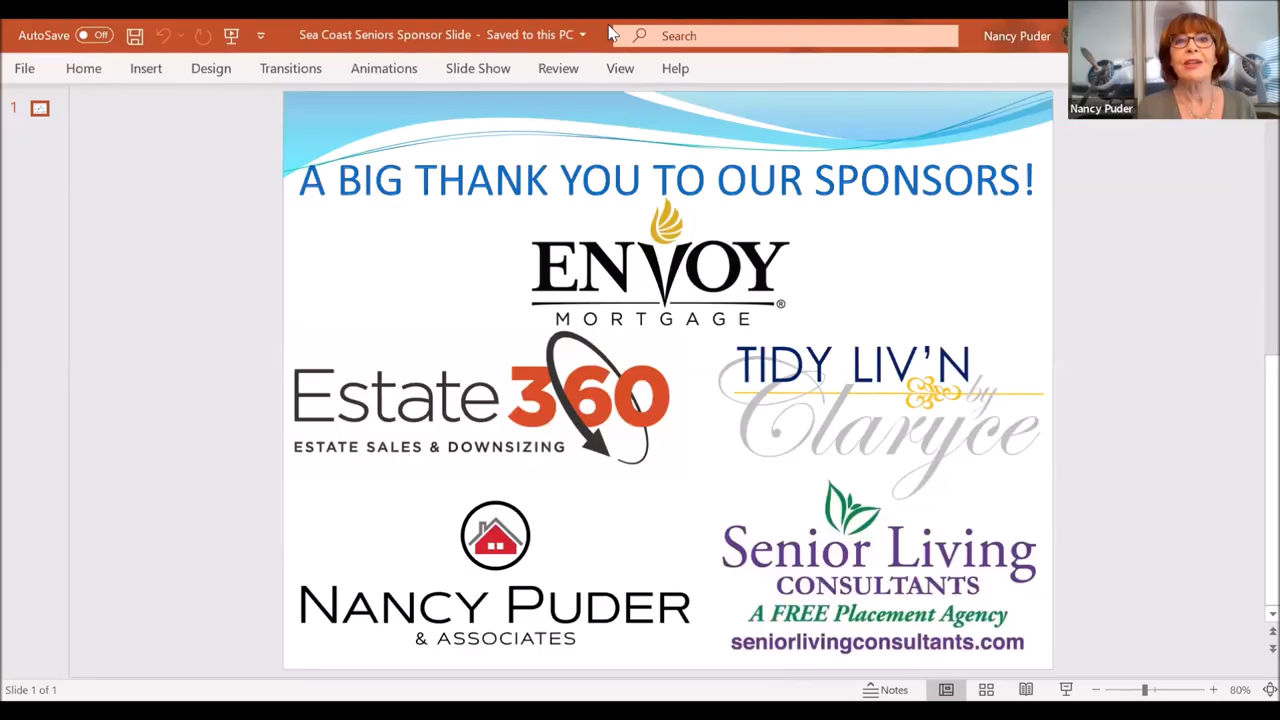 AutoSave Off Sea Coast Seniors Sponsor Slide - Saved to this PC Search Nancy Puder
File Home Insert Design Transitions Animations Slide Show Review View Help
Nancy Puder
1
A BIG THANK YOU TO OUR SPONSORS!
ENVOY®
MORTGAGE
Estate 360
ESTATE SALES & DOWNSIZING
TIDY LIV'N
by
Claryce
NANCY PUDER
& ASSOCIATES
Senior Living
CONSULTANTS
A FREE Placement Agency
seniorlivingconsultants.com
Slide 1 of 1 Notes 80%